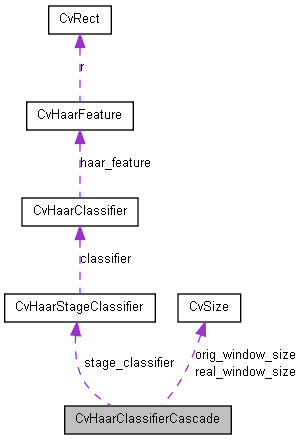 CvRect
r
CvHaarFeature
haar_feature
CvHaarClassifier
classifier
CvHaarStageClassifier
CvSize
stage_classifier
orig_window_size
real_window_size
CvHaarClassifierCascade